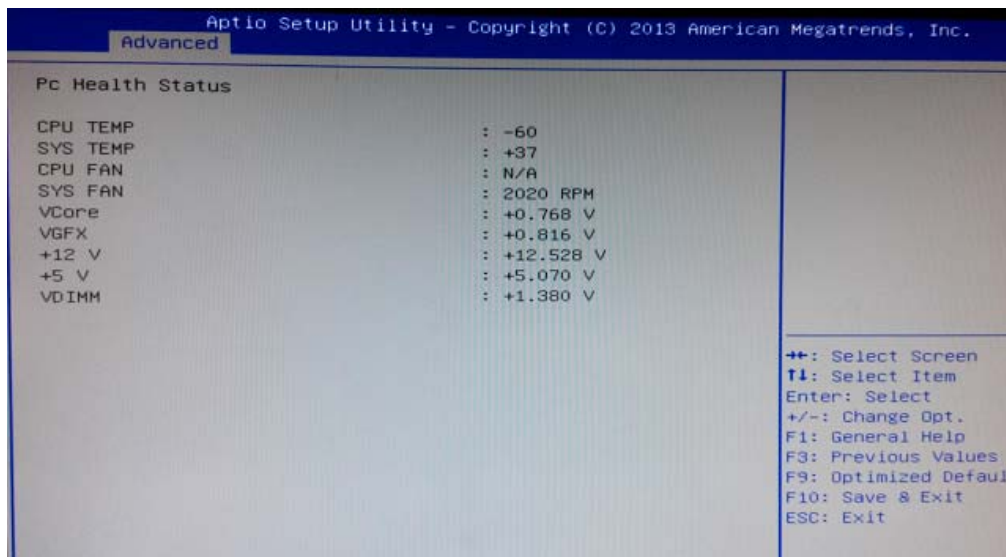 Aptio Setup Utility – Copyright (C) 2013 American Megatrends, Inc.
Advanced
Pc Health Status
CPU TEMP : -60
SYS TEMP : +37
CPU FAN : N/A
SYS FAN : 2020 RPM
VCore : +0.768 V
VGFX : +0.816 V
+12 V : +12.528 V
+5 V : +5.070 V
VDIMM : +1.380 V
→←: Select Screen
↑↓: Select Item
Enter: Select
+/-: Change Opt.
F1: General Help
F3: Previous Values
F9: Optimized Defaul
F10: Save & Exit
ESC: Exit